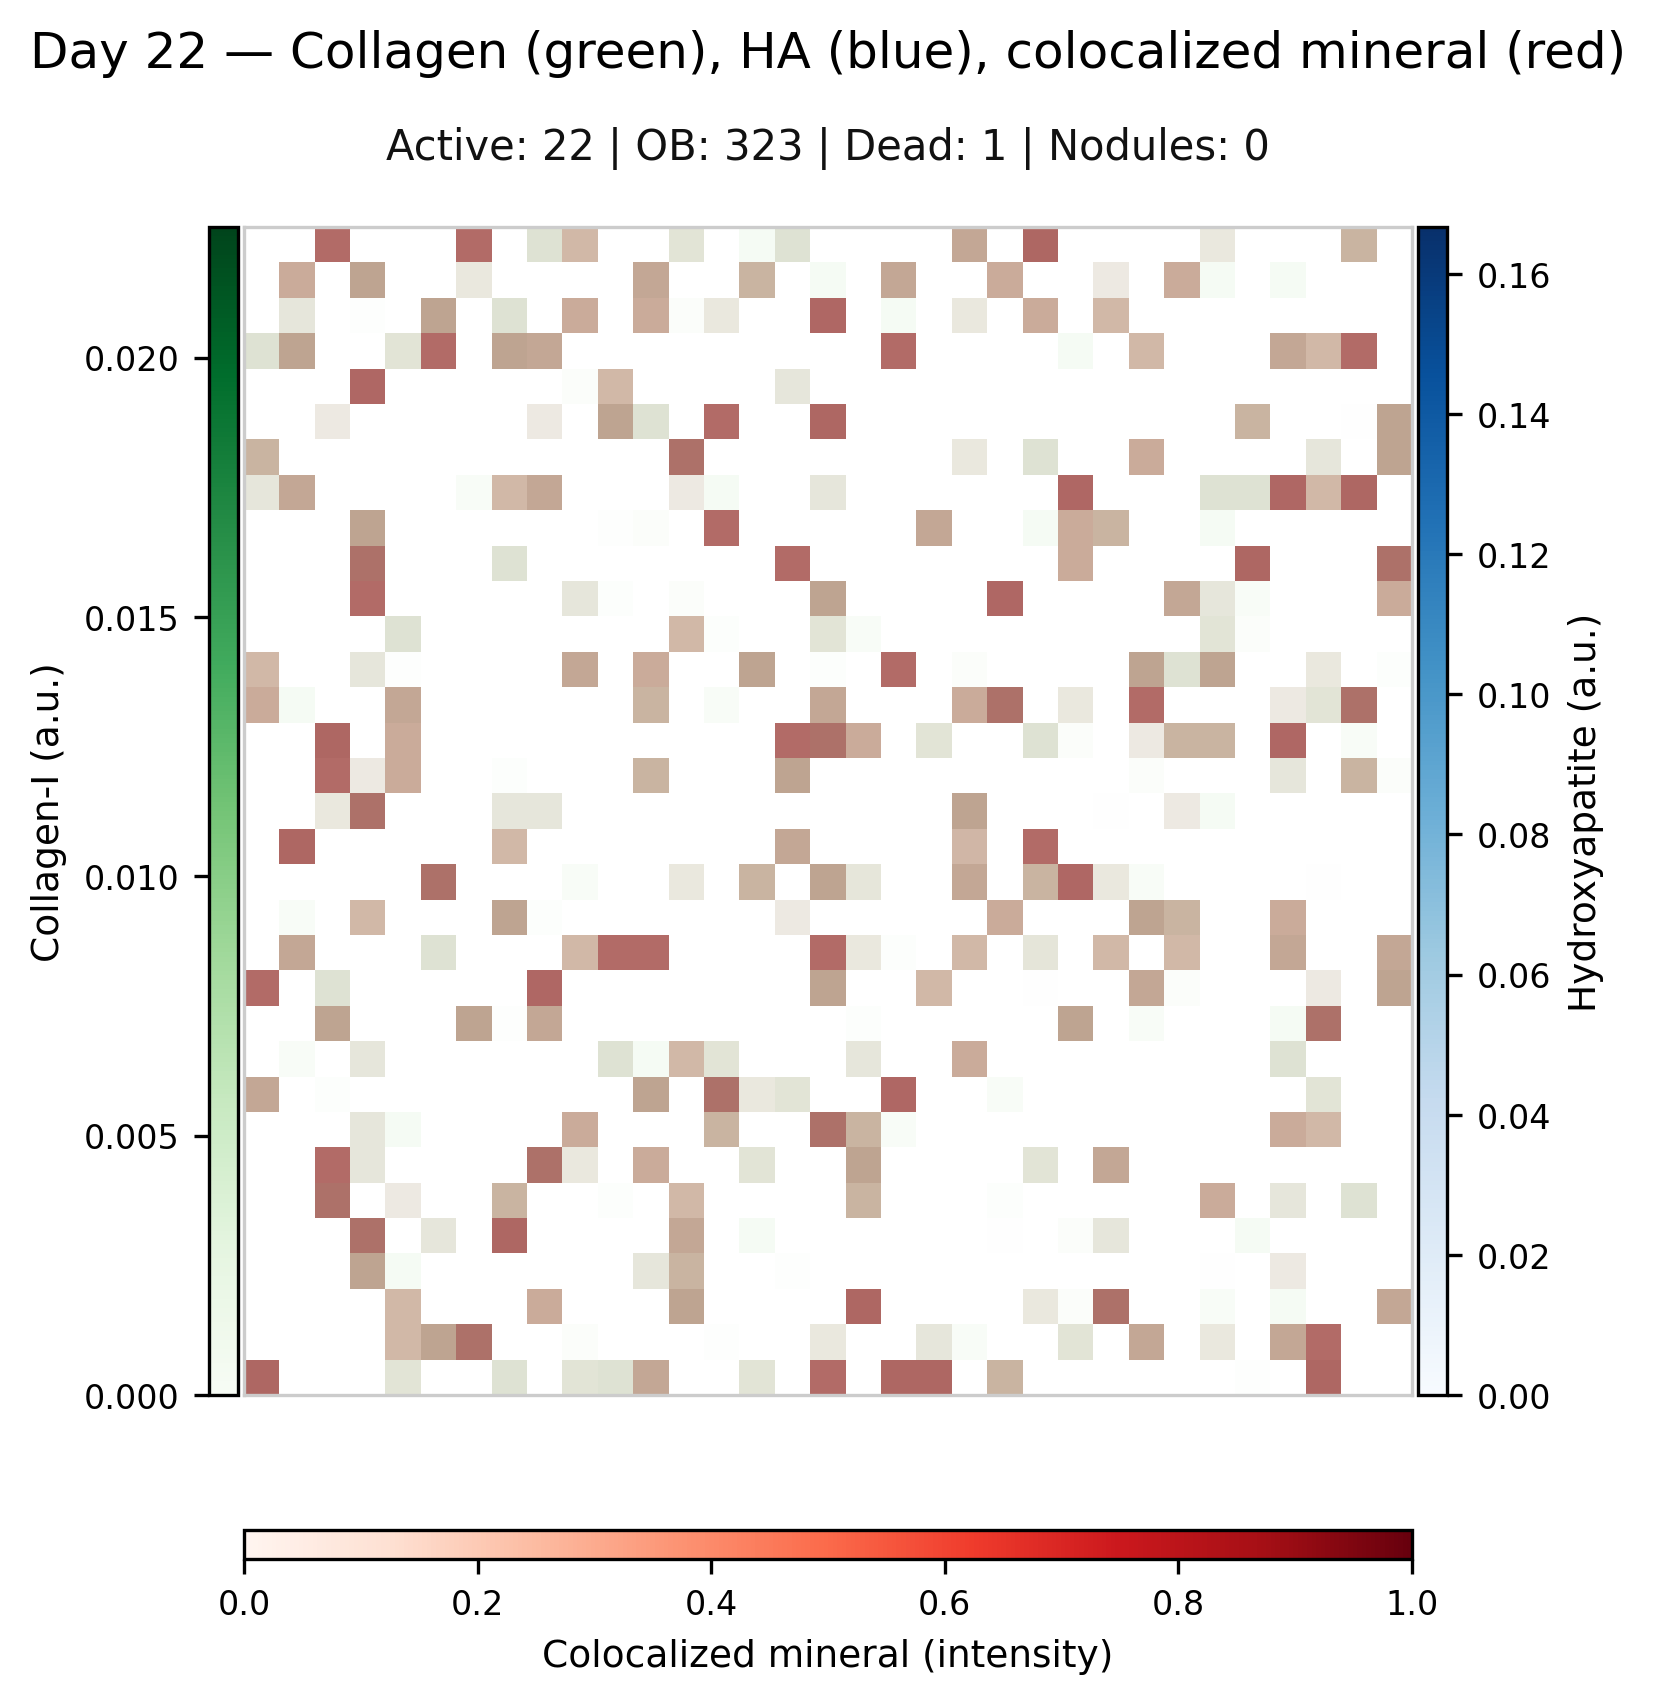 Day 22 — Collagen (green), HA (blue), colocalized mineral (red)
Active: 22 | OB: 323 | Dead: 1 | Nodules: 0
Collagen-I (a.u.)
0.020
0.015
0.010
0.005
0.000
0.16
0.14
0.12
0.10
0.08
0.06
0.04
0.02
0.00
Hydroxyapatite (a.u.)
0.0 0.2 0.4 0.6 0.8 1.0
Colocalized mineral (intensity)